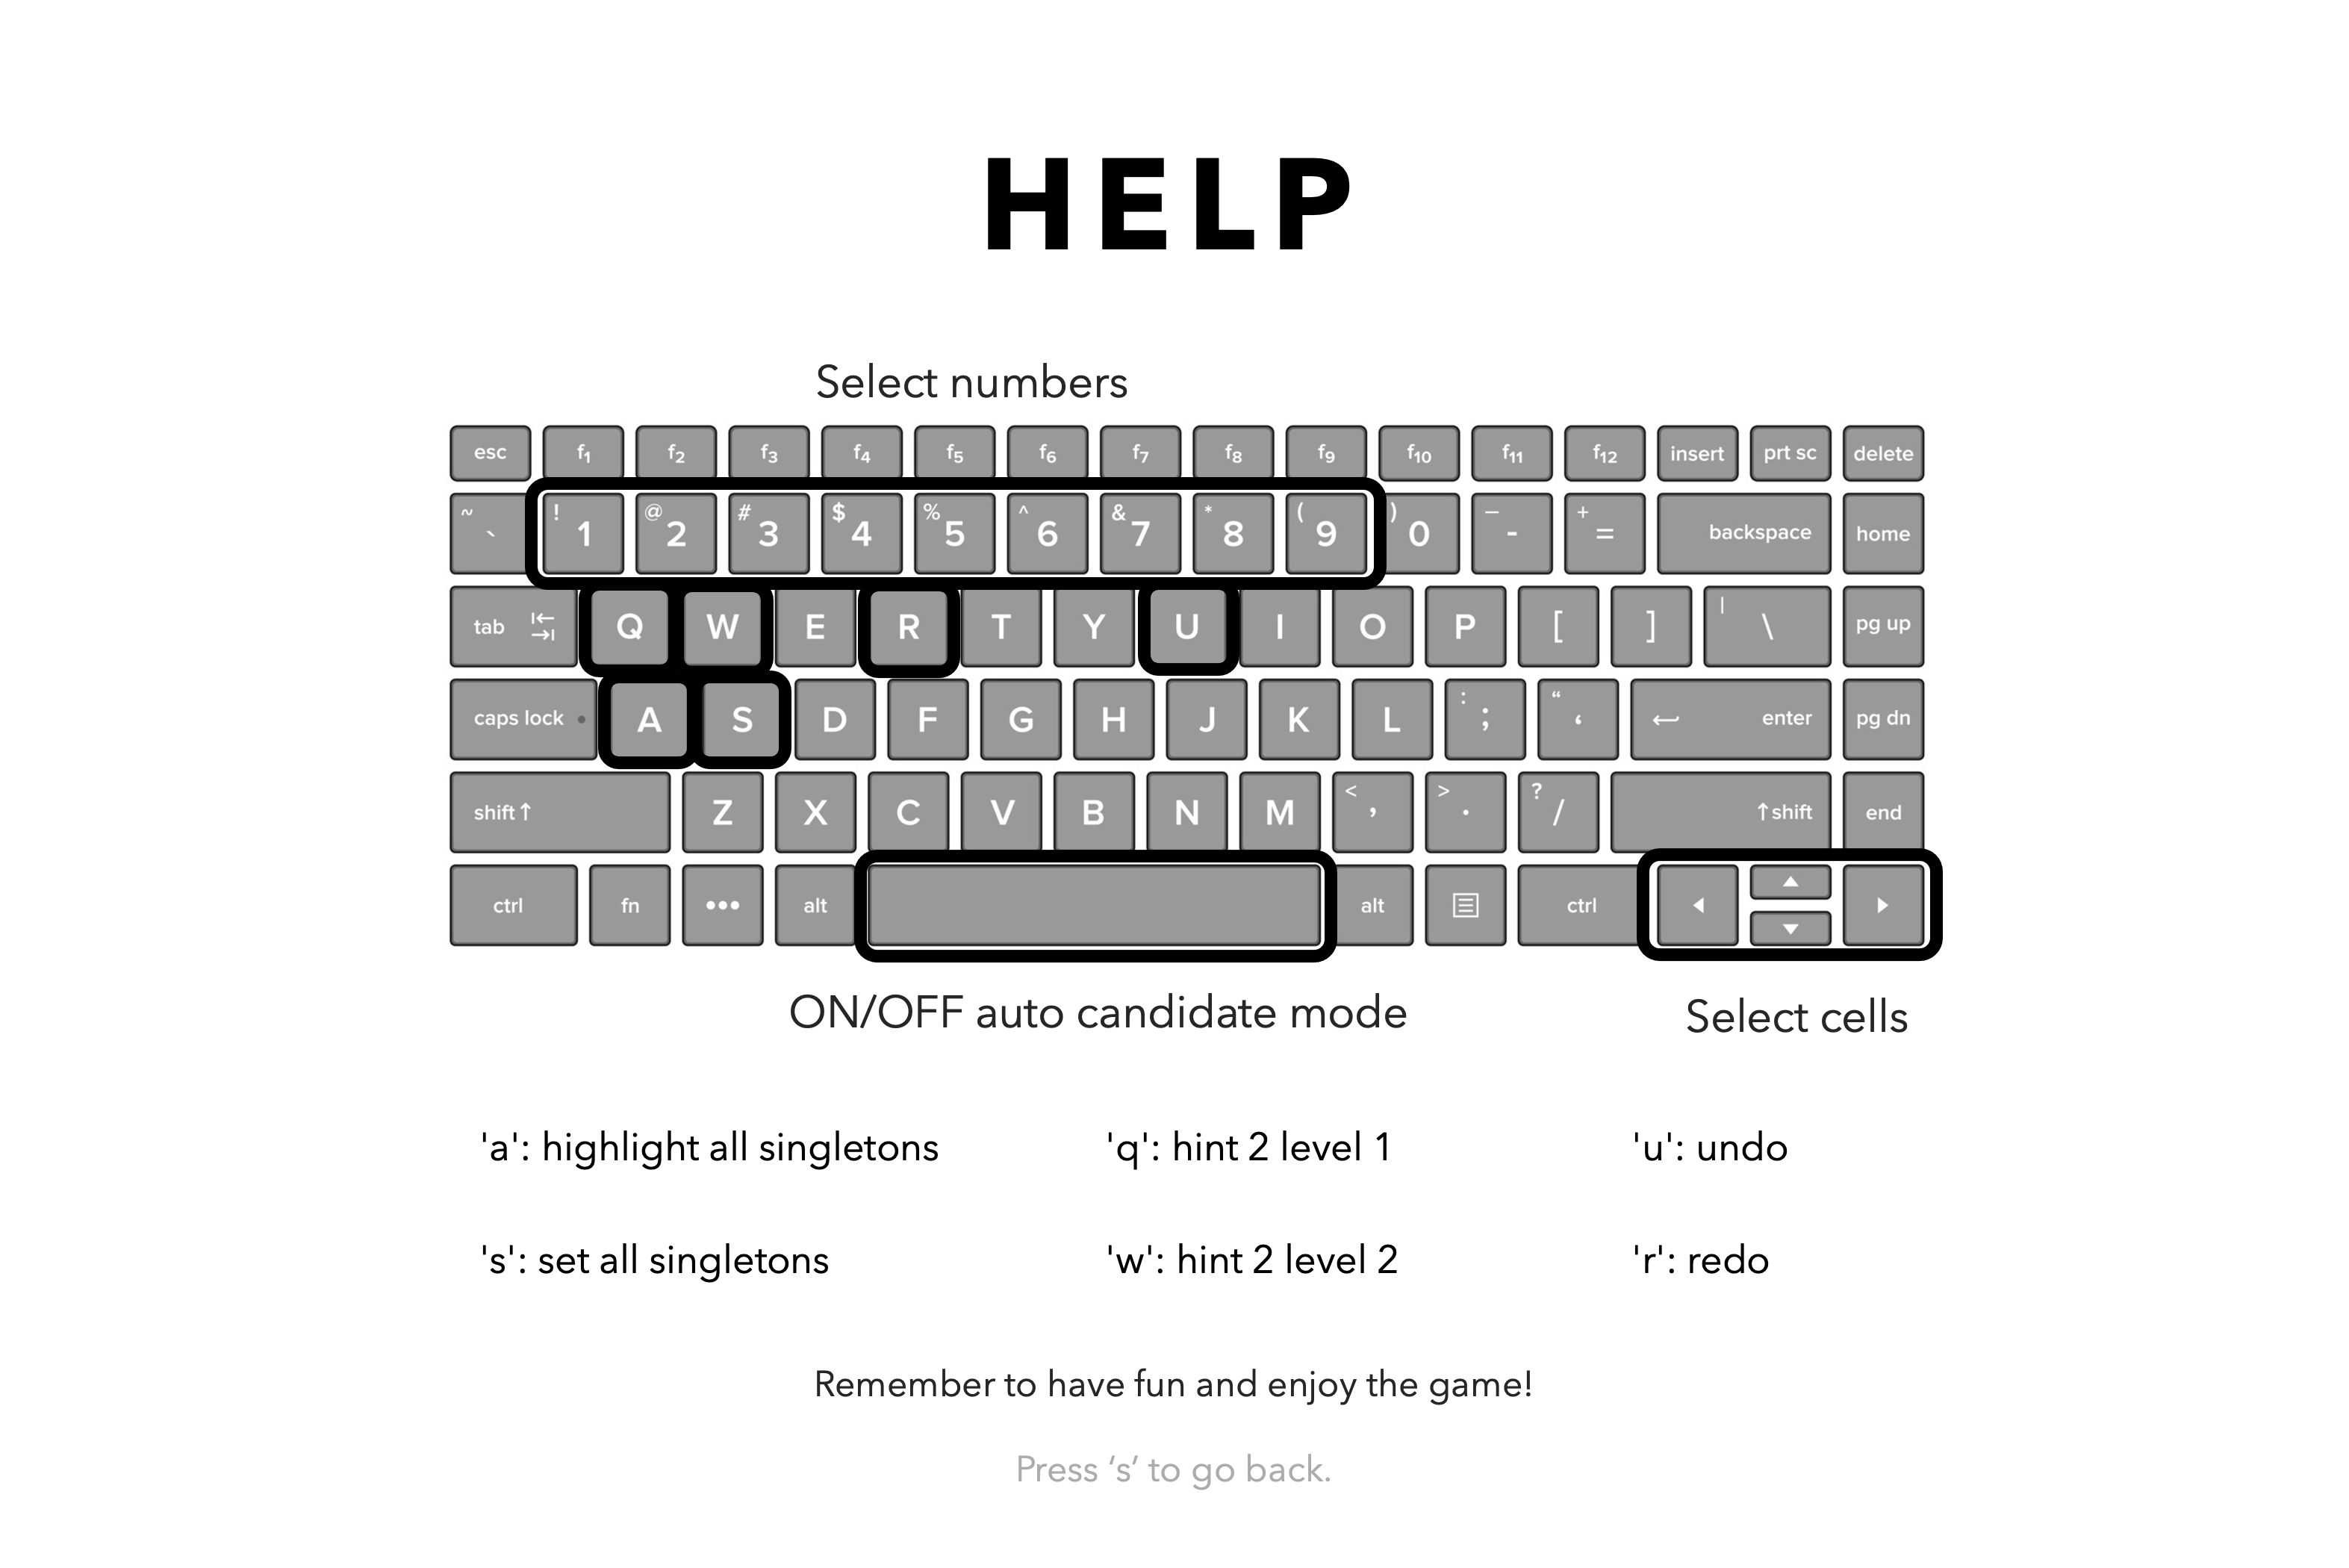 HELP
Select numbers
esc f1 f2 f3 f4 f5 f6 f7 f8 f9 f10 f11 f12 insert prt sc delete
~ ` ! 1 @ 2 # 3 $ 4 % 5 ^ 6 & 7 * 8 ( 9 ) 0 — - + = backspace home
tab Q W E R T Y U I O P [ ] | \ pg up
caps lock A S D F G H J K L : ; “ ‘ enter pg dn
shift↑ Z X C V B N M < , > . ? / ↑shift end
ctrl fn ••• alt alt ctrl
ON/OFF auto candidate mode
Select cells
'a': highlight all singletons
'q': hint 2 level 1
'u': undo
's': set all singletons
'w': hint 2 level 2
'r': redo
Remember to have fun and enjoy the game!
Press ‘s’ to go back.